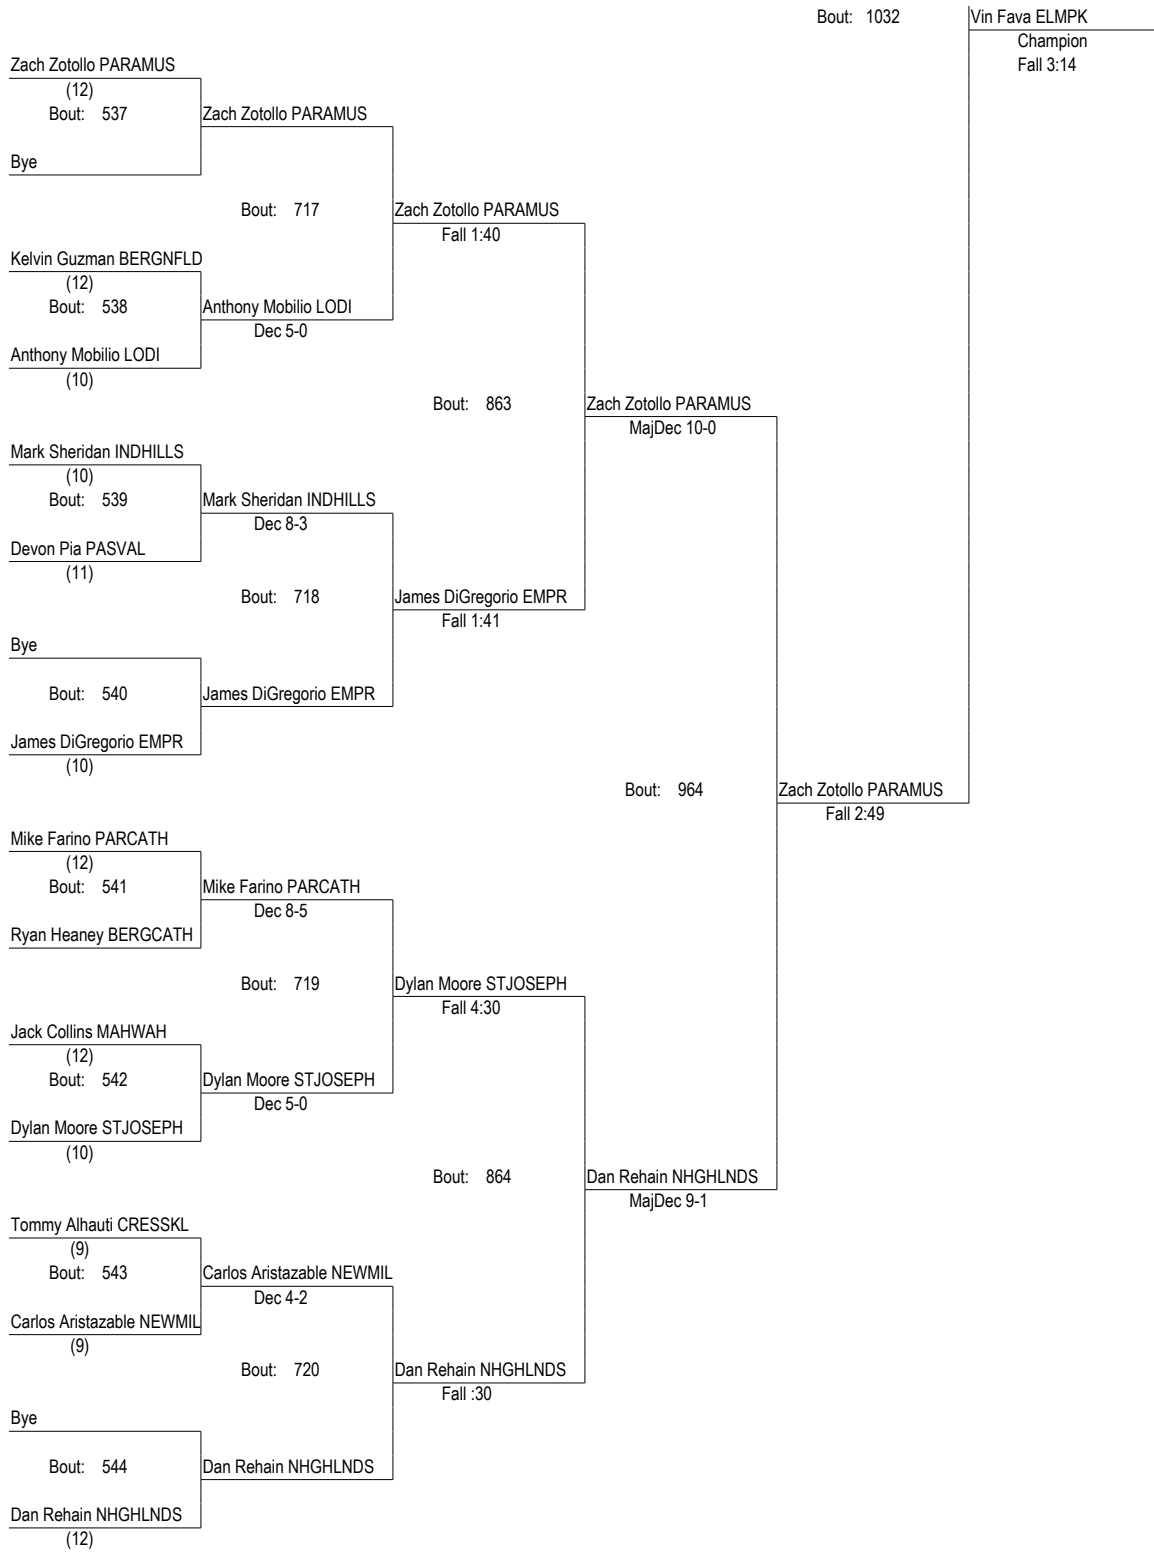 Bout: 1032
Vin Fava ELMPK
Champion
Fall 3:14
Zach Zotollo PARAMUS
(12)
Bout: 537
Zach Zotollo PARAMUS
Bye
Bout: 717
Zach Zotollo PARAMUS
Fall 1:40
Kelvin Guzman BERGNFLD
(12)
Bout: 538
Anthony Mobilio LODI
Dec 5-0
Anthony Mobilio LODI
(10)
Bout: 863
Zach Zotollo PARAMUS
MajDec 10-0
Mark Sheridan INDHILLS
(10)
Bout: 539
Mark Sheridan INDHILLS
Dec 8-3
Devon Pia PASVAL
(11)
Bout: 718
James DiGregorio EMPR
Fall 1:41
Bye
Bout: 540
James DiGregorio EMPR
James DiGregorio EMPR
(10)
Bout: 964
Zach Zotollo PARAMUS
Fall 2:49
Mike Farino PARCATH
(12)
Bout: 541
Mike Farino PARCATH
Dec 8-5
Ryan Heaney BERGCATH
Bout: 719
Dylan Moore STJOSEPH
Fall 4:30
Jack Collins MAHWAH
(12)
Bout: 542
Dylan Moore STJOSEPH
Dec 5-0
Dylan Moore STJOSEPH
(10)
Bout: 864
Dan Rehain NHGHLNDS
MajDec 9-1
Tommy Alhauti CRESSKL
(9)
Bout: 543
Carlos Aristazable NEWMIL
Dec 4-2
Carlos Aristazable NEWMIL
(9)
Bout: 720
Dan Rehain NHGHLNDS
Fall :30
Bye
Bout: 544
Dan Rehain NHGHLNDS
Dan Rehain NHGHLNDS
(12)